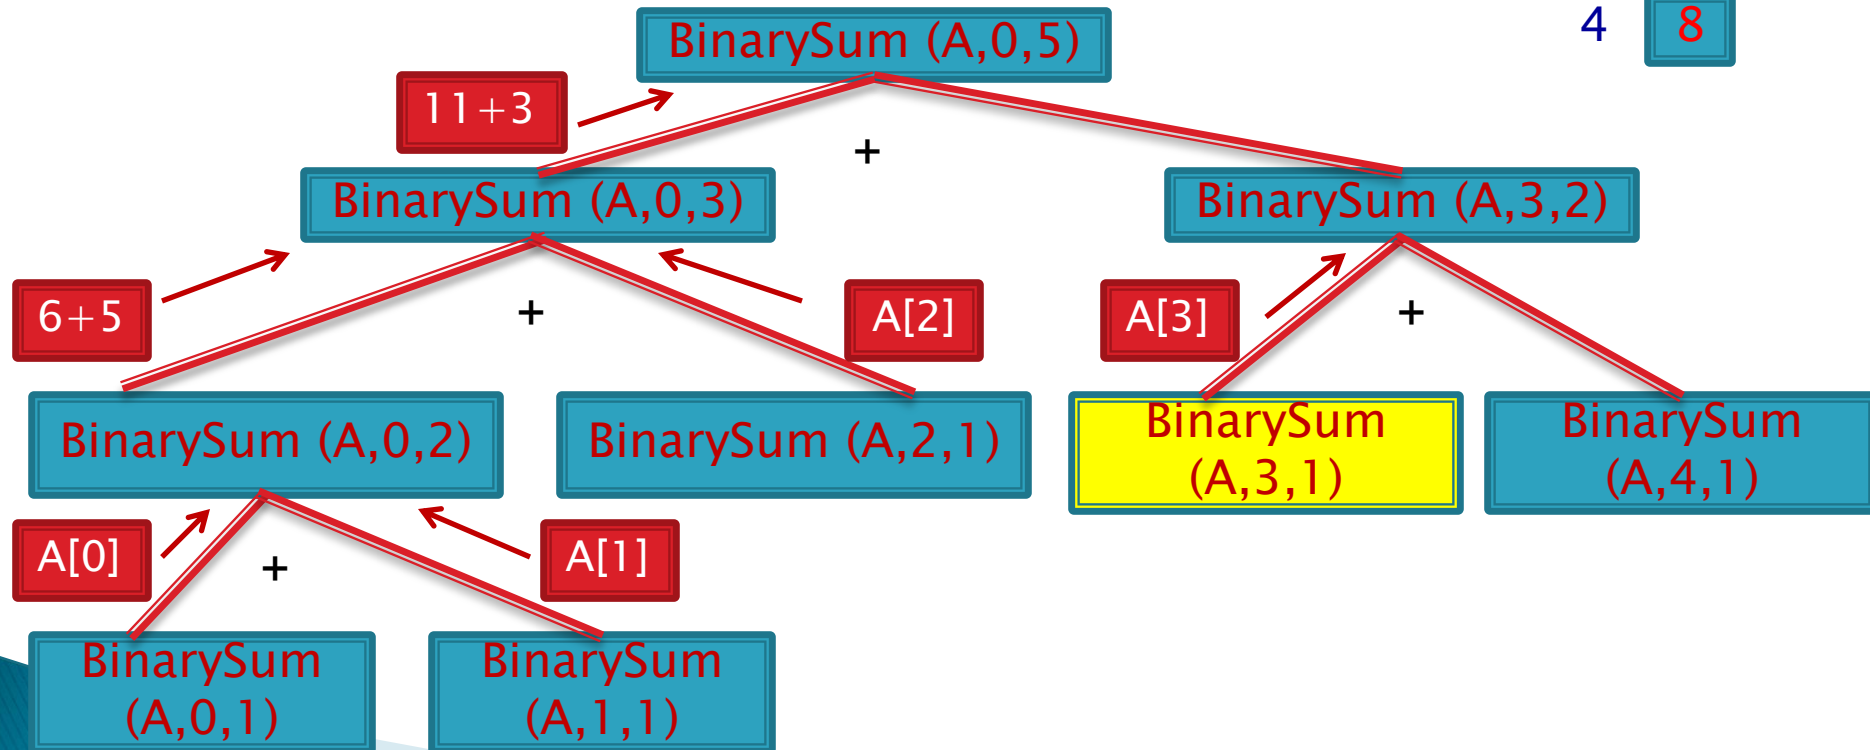 BinarySum (A,0,5)
4
8
11+3
+
BinarySum (A,0,3)
BinarySum (A,3,2)
6+5
+
A[2]
A[3]
+
BinarySum (A,0,2)
BinarySum (A,2,1)
BinarySum
(A,3,1)
BinarySum
(A,4,1)
A[0]
+
A[1]
BinarySum
(A,0,1)
BinarySum
(A,1,1)